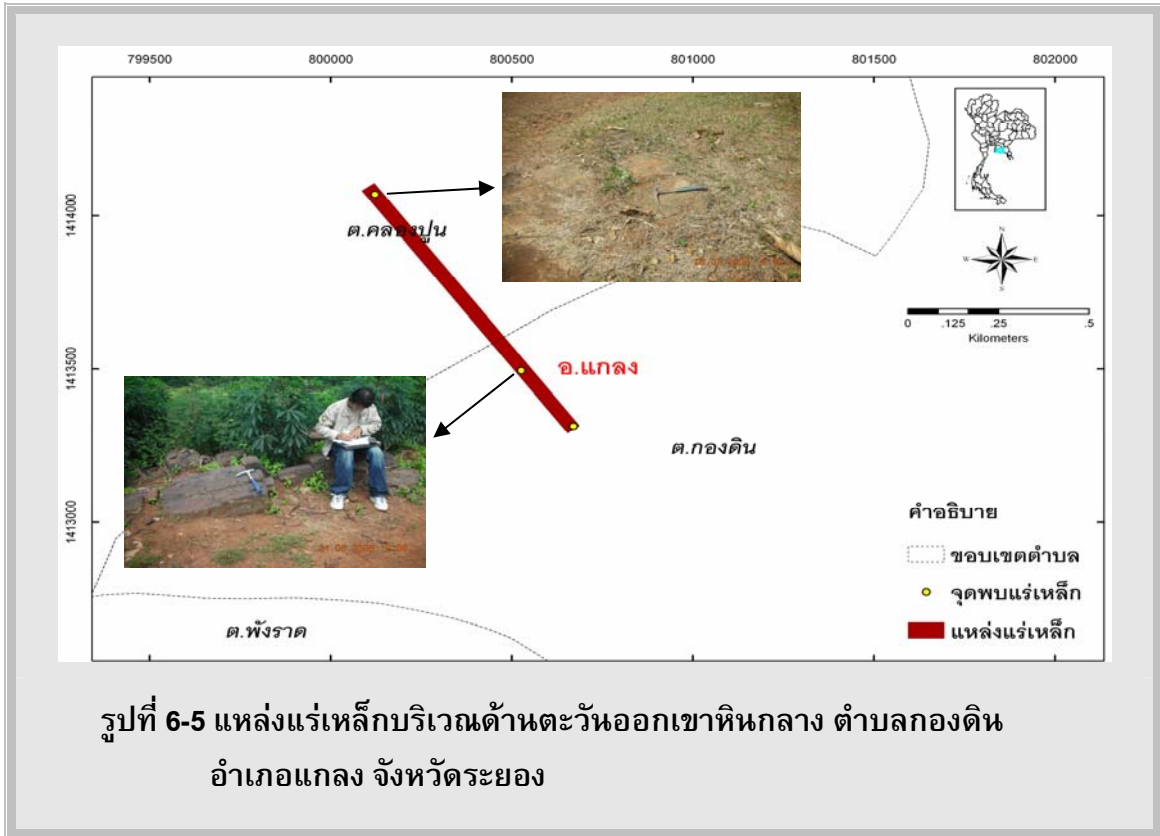 799500 800000 800500 801000 801500 802000
1414000
1413500
1413000
ต.คลองปูน
N
W E
S
0 .125 .25 .5
Kilometers
อ.แกลง
ต.กองดิน
ต.พังราด
คำอธิบาย
ขอบเขตตำบล
จุดพบแร่เหล็ก
แหล่งแร่เหล็ก
รูปที่ 6-5 แหล่งแร่เหล็กบริเวณด้านตะวันออกเขาหินกลาง ตำบลกองดิน
อำเภอแกลง จังหวัดระยอง